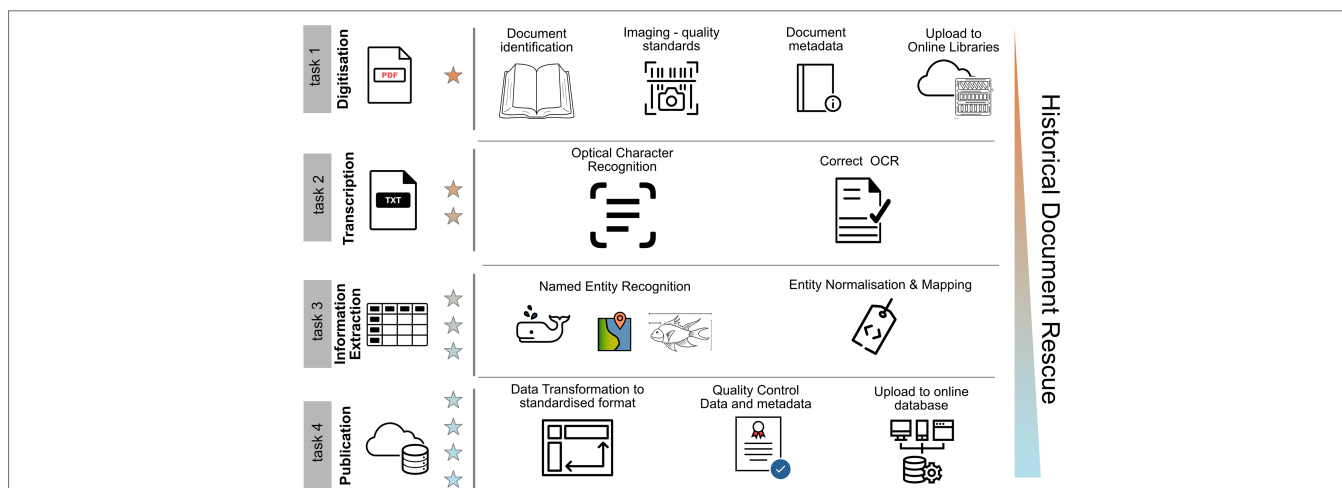 task 1
Digitisation
PDF
Document
identification
Imaging - quality
standards
Document
metadata
Upload to
Online Libraries
task 2
Transcription
TXT
Optical Character
Recognition
Correct OCR
task 3
Information
Extraction
Named Entity Recognition
Entity Normalisation & Mapping
task 4
Publication
Data Transformation to
standardised format
Quality Control
Data and metadata
Upload to online
database
Historical Document Rescue